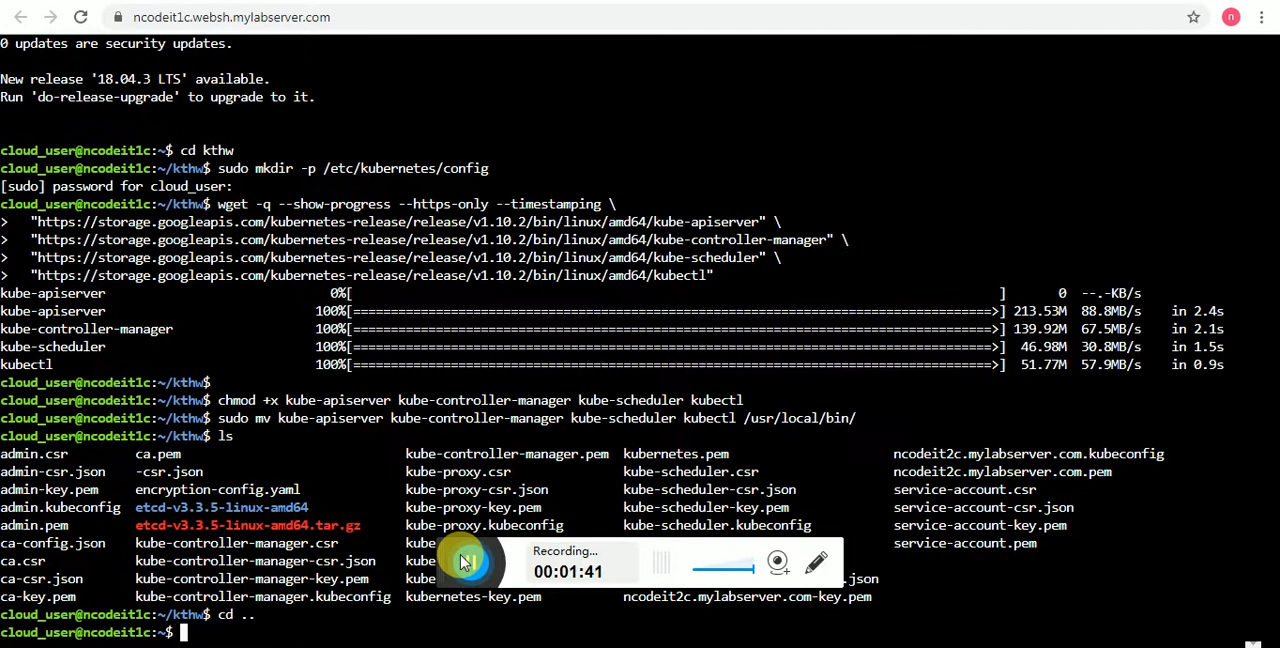 ncodeit1c.websh.mylabserver.com
n
0 updates are security updates.
New release '18.04.3 LTS' available.
Run 'do-release-upgrade' to upgrade to it.
cloud_user@ncodeit1c:~$ cd kthw
cloud_user@ncodeit1c:~/kthw$ sudo mkdir -p /etc/kubernetes/config
[sudo] password for cloud_user:
cloud_user@ncodeit1c:~/kthw$ wget -q --show-progress --https-only --timestamping \
>   "https://storage.googleapis.com/kubernetes-release/release/v1.10.2/bin/linux/amd64/kube-apiserver" \
>   "https://storage.googleapis.com/kubernetes-release/release/v1.10.2/bin/linux/amd64/kube-controller-manager" \
>   "https://storage.googleapis.com/kubernetes-release/release/v1.10.2/bin/linux/amd64/kube-scheduler" \
>   "https://storage.googleapis.com/kubernetes-release/release/v1.10.2/bin/linux/amd64/kubectl"
kube-apiserver 0%[ ] 0 --.-KB/s
kube-apiserver 100%[=====================================================================================>] 213.53M 88.8MB/s in 2.4s
kube-controller-manager 100%[=====================================================================================>] 139.92M 67.5MB/s in 2.1s
kube-scheduler 100%[=====================================================================================>] 46.98M 30.8MB/s in 1.5s
kubectl 100%[=====================================================================================>] 51.77M 57.9MB/s in 0.9s
cloud_user@ncodeit1c:~/kthw$
cloud_user@ncodeit1c:~/kthw$ chmod +x kube-apiserver kube-controller-manager kube-scheduler kubectl
cloud_user@ncodeit1c:~/kthw$ sudo mv kube-apiserver kube-controller-manager kube-scheduler kubectl /usr/local/bin/
cloud_user@ncodeit1c:~/kthw$ ls
admin.csr ca.pem kube-controller-manager.pem kubernetes.pem ncodeit2c.mylabserver.com.kubeconfig
admin-csr.json -csr.json kube-proxy.csr kube-scheduler.csr ncodeit2c.mylabserver.com.pem
admin-key.pem encryption-config.yaml kube-proxy-csr.json kube-scheduler-csr.json service-account.csr
admin.kubeconfig etcd-v3.3.5-linux-amd64 kube-proxy-key.pem kube-scheduler-key.pem service-account-csr.json
admin.pem etcd-v3.3.5-linux-amd64.tar.gz kube-proxy.kubeconfig kube-scheduler.kubeconfig service-account-key.pem
ca-config.json kube-controller-manager.csr kube service-account.pem
ca.csr kube-controller-manager-csr.json kube
ca-csr.json kube-controller-manager-key.pem kube .json
ca-key.pem kube-controller-manager.kubeconfig kubernetes-key.pem ncodeit2c.mylabserver.com-key.pem
Recording...
00:01:41
cloud_user@ncodeit1c:~/kthw$ cd ..
cloud_user@ncodeit1c:~$